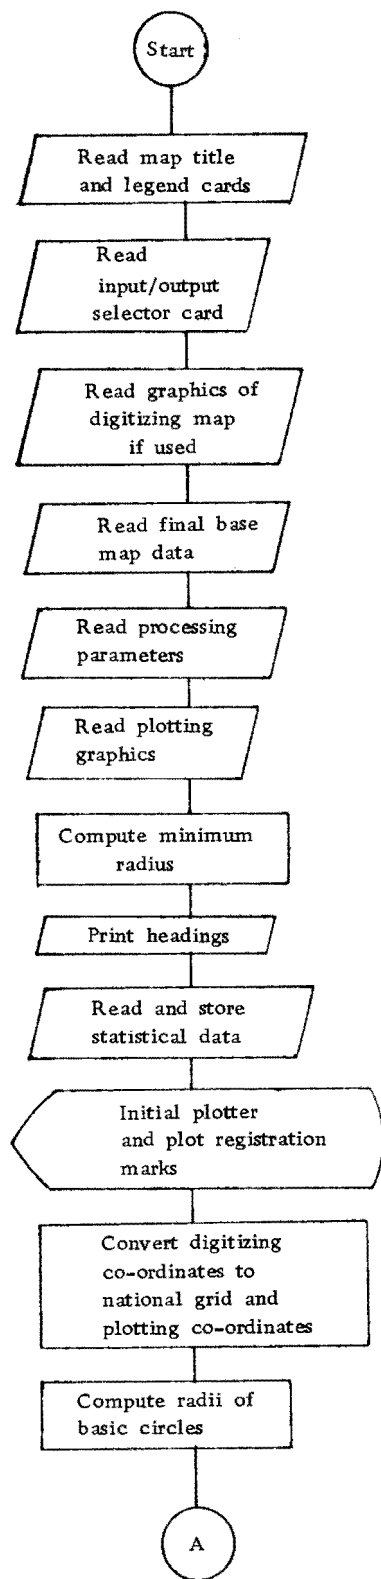 Start
Read map title
and legend cards
Read
input/output
selector card
Read graphics of
digitizing map
if used
Read final base
map data
Read processing
parameters
Read plotting
graphics
Compute minimum
radius
Print headings
Read and store
statistical data
Initial plotter
and plot registration
marks
Convert digitizing
co-ordinates to
national grid and
plotting co-ordinates
Compute radii of
basic circles
A